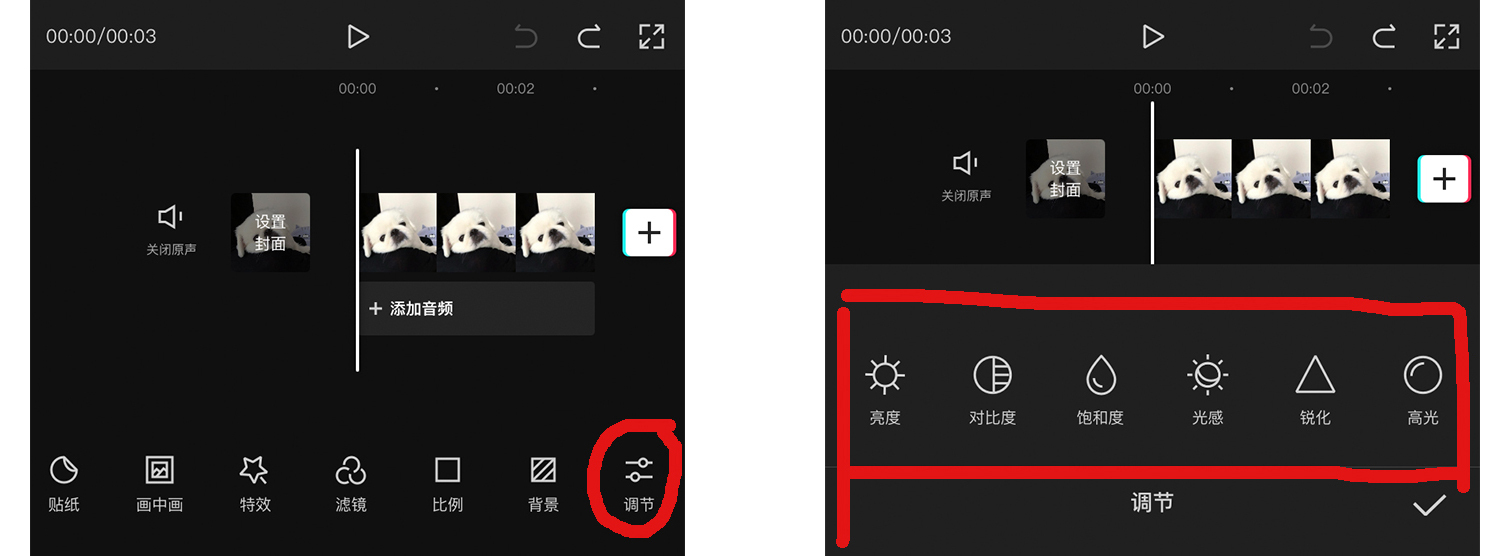 00:00/00:03
00:00
00:02
关闭原声
设置
封面
添加音频
贴纸
画中画
特效
滤镜
比例
背景
调节
00:00/00:03
00:00
00:02
关闭原声
设置
封面
亮度
对比度
饱和度
光感
锐化
高光
调节